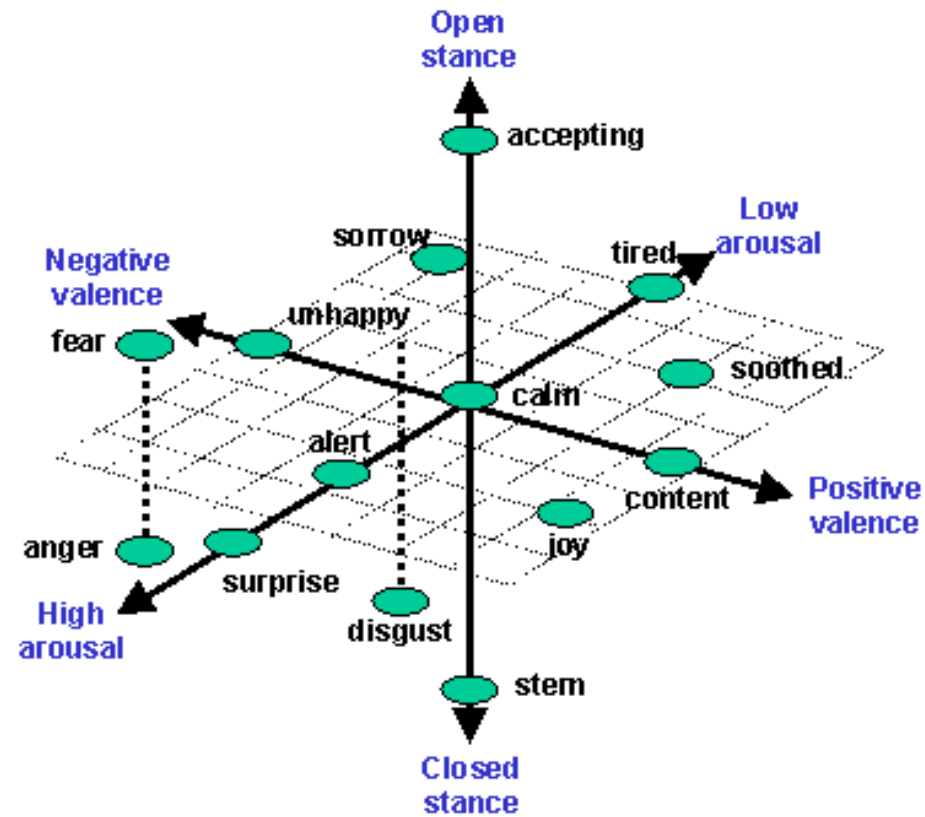 Open
stance
accepting
Low
arousal
sorrow
tired
Negative
valence
unhappy
fear
soothed
calm
alert
content
Positive
valence
anger
joy
surprise
High
arousal
disgust
stern
Closed
stance